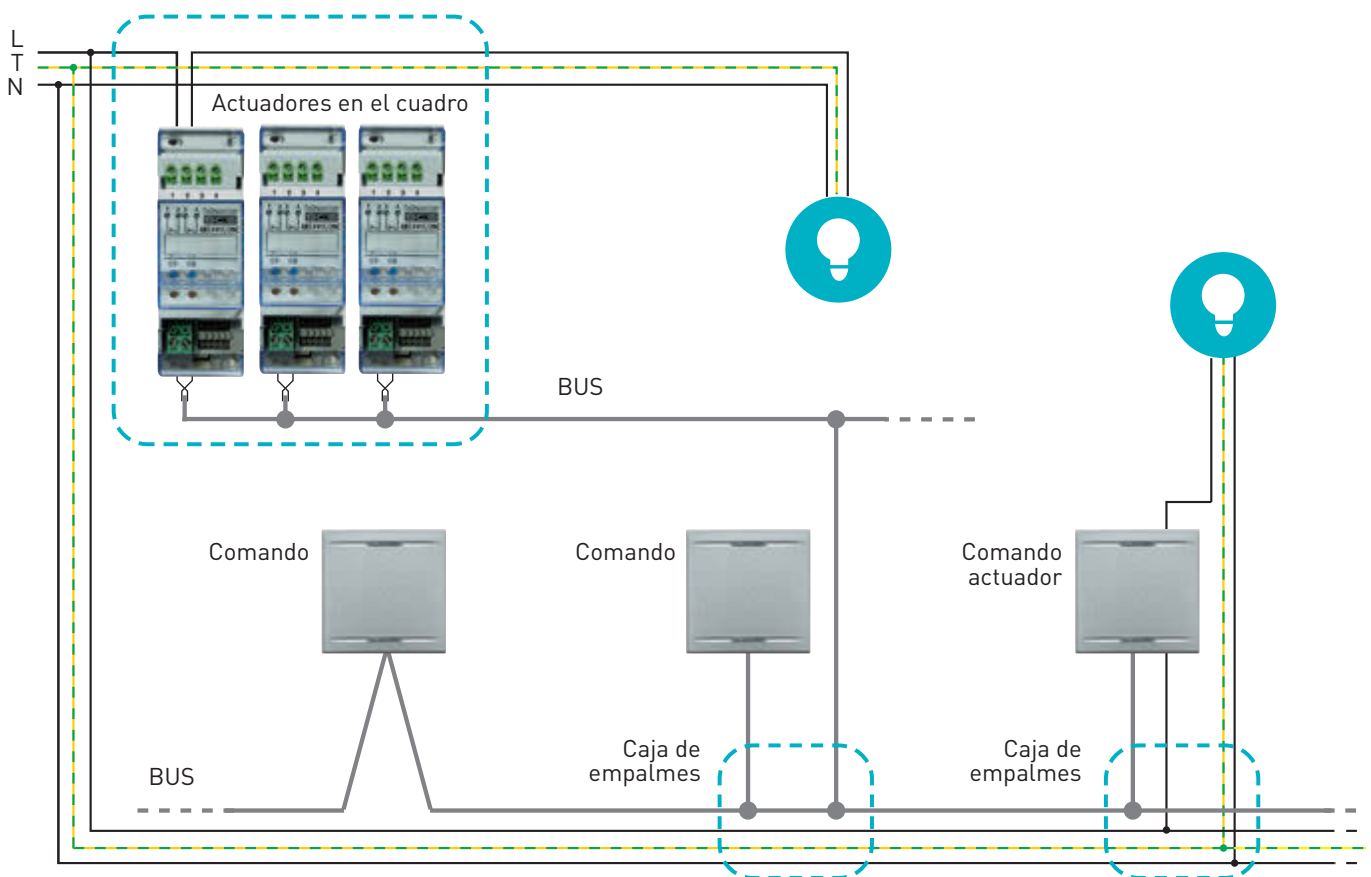 L
T
N
Actuadores en el cuadro
BUS
Comando
Comando
Comando
actuador
Caja de
empalmes
Caja de
empalmes
BUS